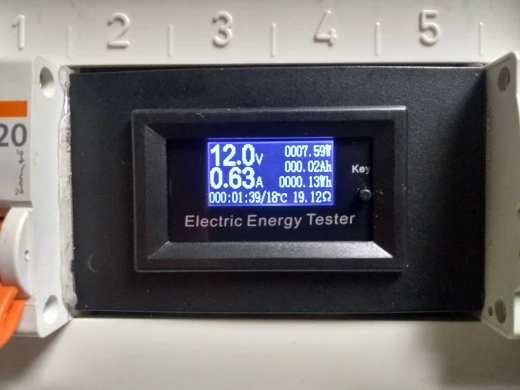 1 2 3 4 5
20
12.0V 0007.59W
000.02Ah
0.63A 0000.13Wh
000:01:39/18℃ 19.12Ω
Key
Electric Energy Tester